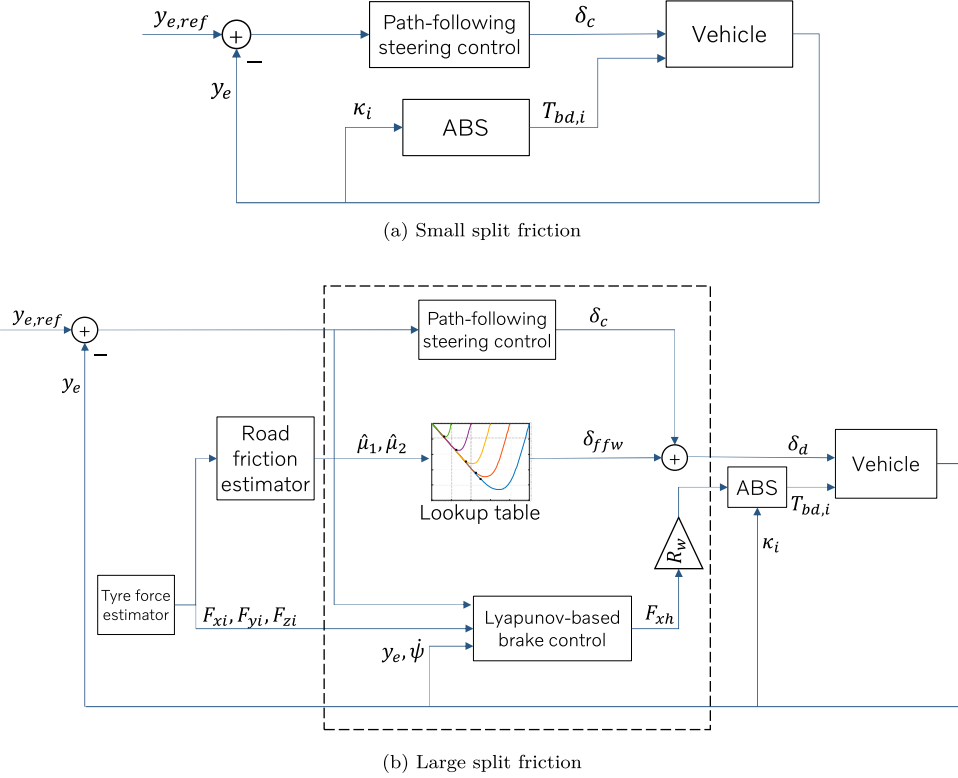 y_{e,ref}
+
−
y_e
Path-following
steering control
δ_c
Vehicle
κ_i
ABS
T_{bd,i}
(a) Small split friction
y_{e,ref}
+
−
y_e
Path-following
steering control
δ_c
Road
friction
estimator
μ̂_1, μ̂_2
Lookup table
δ_{ffw}
+
δ_d
Vehicle
ABS
T_{bd,i}
κ_i
R_w
Tyre force
estimator
F_{xi}, F_{yi}, F_{zi}
Lyapunov-based
brake control
F_{xh}
y_e, ψ̇
(b) Large split friction